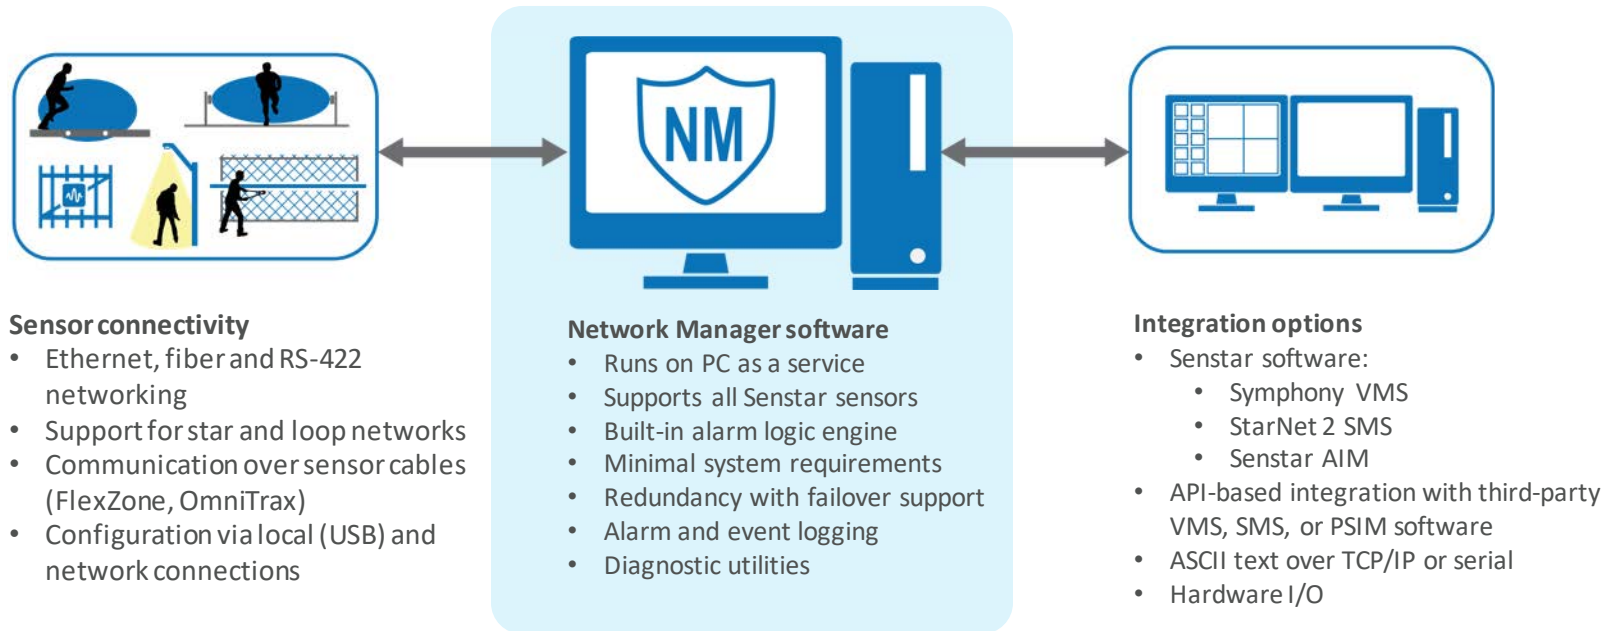 NM
Sensor connectivity
• Ethernet, fiber and RS-422
networking
• Support for star and loop networks
• Communication over sensor cables
(FlexZone, OmniTrax)
• Configuration via local (USB) and
network connections
Network Manager software
• Runs on PC as a service
• Supports all Senstar sensors
• Built-in alarm logic engine
• Minimal system requirements
• Redundancy with failover support
• Alarm and event logging
• Diagnostic utilities
Integration options
• Senstar software:
• Symphony VMS
• StarNet 2 SMS
• Senstar AIM
• API-based integration with third-party
VMS, SMS, or PSIM software
• ASCII text over TCP/IP or serial
• Hardware I/O